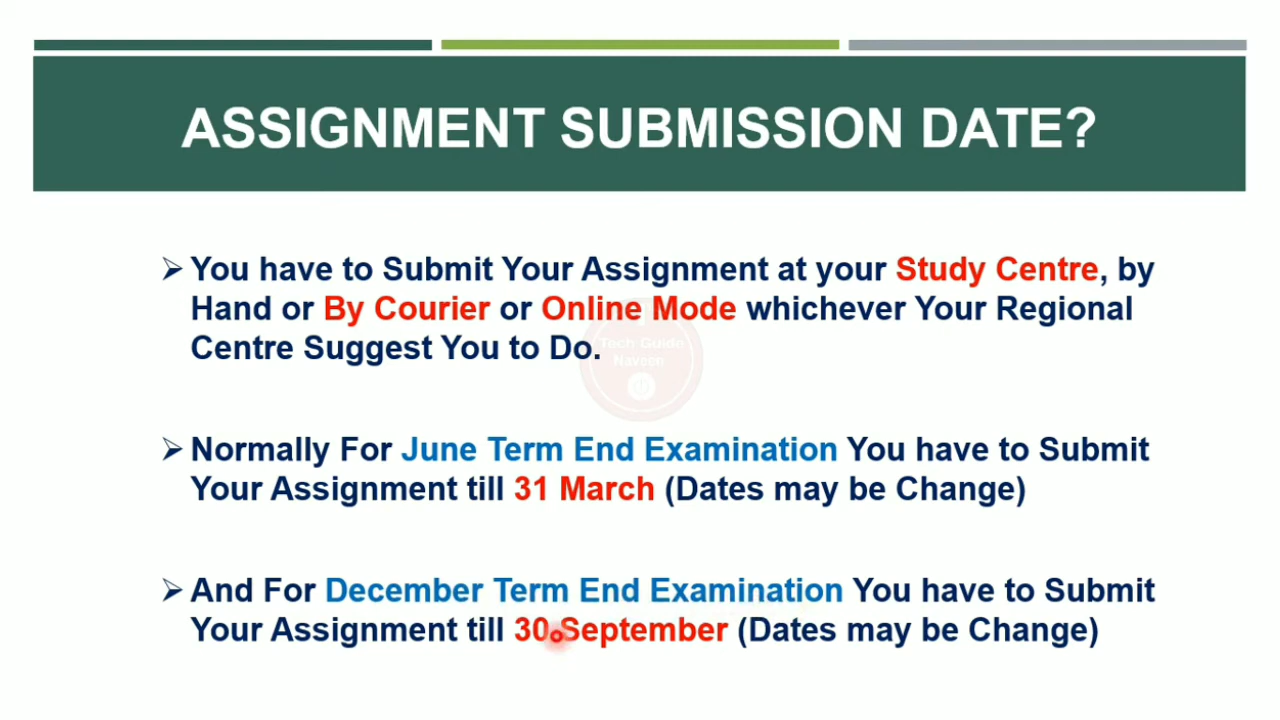 ASSIGNMENT SUBMISSION DATE?
➢ You have to Submit Your Assignment at your Study Centre, by
Hand or By Courier or Online Mode whichever Your Regional
Centre Suggest You to Do.
Tech Guide
Naveen
➢ Normally For June Term End Examination You have to Submit
Your Assignment till 31 March (Dates may be Change)
➢ And For December Term End Examination You have to Submit
Your Assignment till 30 September (Dates may be Change)